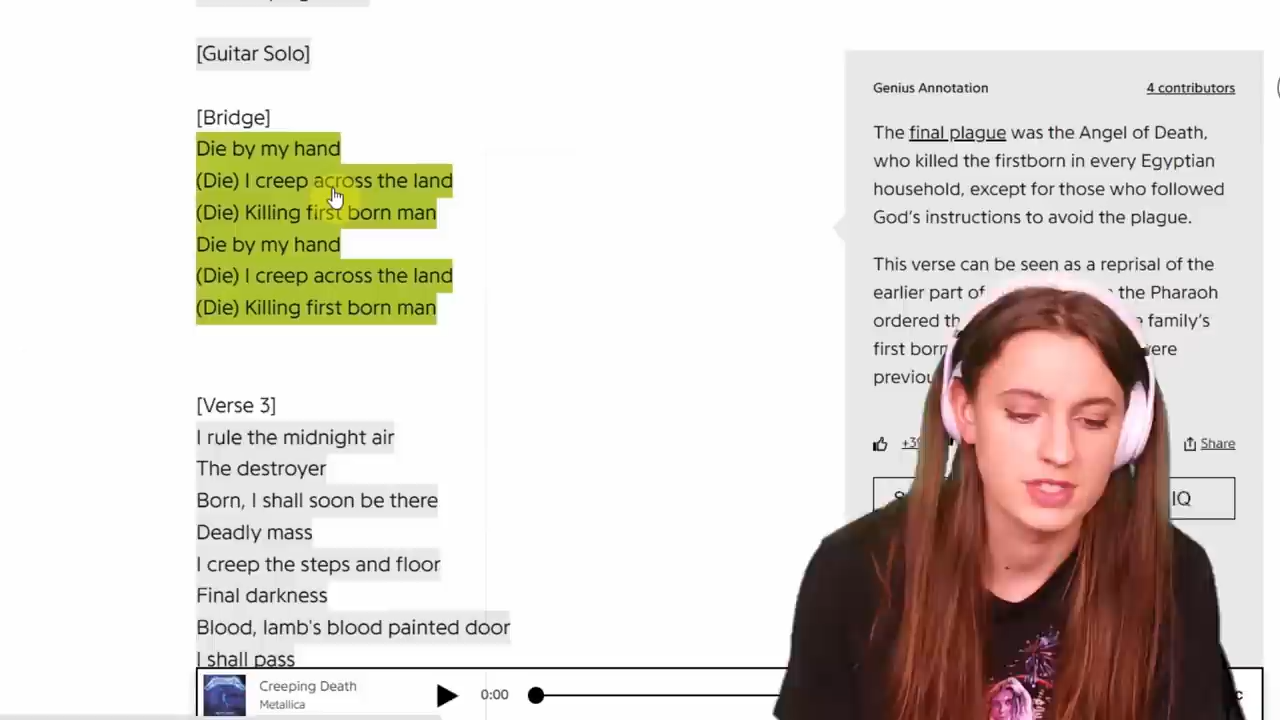 [Guitar Solo]
[Bridge]
Die by my hand
(Die) I creep across the land
(Die) Killing first born man
Die by my hand
(Die) I creep across the land
(Die) Killing first born man
[Verse 3]
I rule the midnight air
The destroyer
Born, I shall soon be there
Deadly mass
I creep the steps and floor
Final darkness
Blood, lamb's blood painted door
I shall pass
Genius Annotation
4 contributors
The final plague was the Angel of Death,
who killed the firstborn in every Egyptian
household, except for those who followed
God's instructions to avoid the plague.
This verse can be seen as a reprisal of the
earlier part of the Pharaoh
ordered family's
first born
Share
IQ
Creeping Death
Metallica
0:00